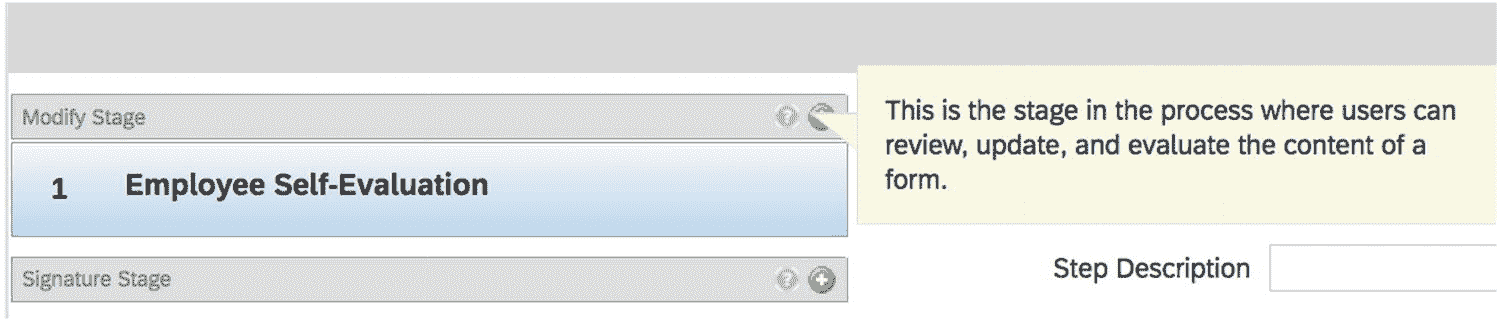 Modify Stage
This is the stage in the process where users can
review, update, and evaluate the content of a
form.
1 Employee Self-Evaluation
Signature Stage
Step Description